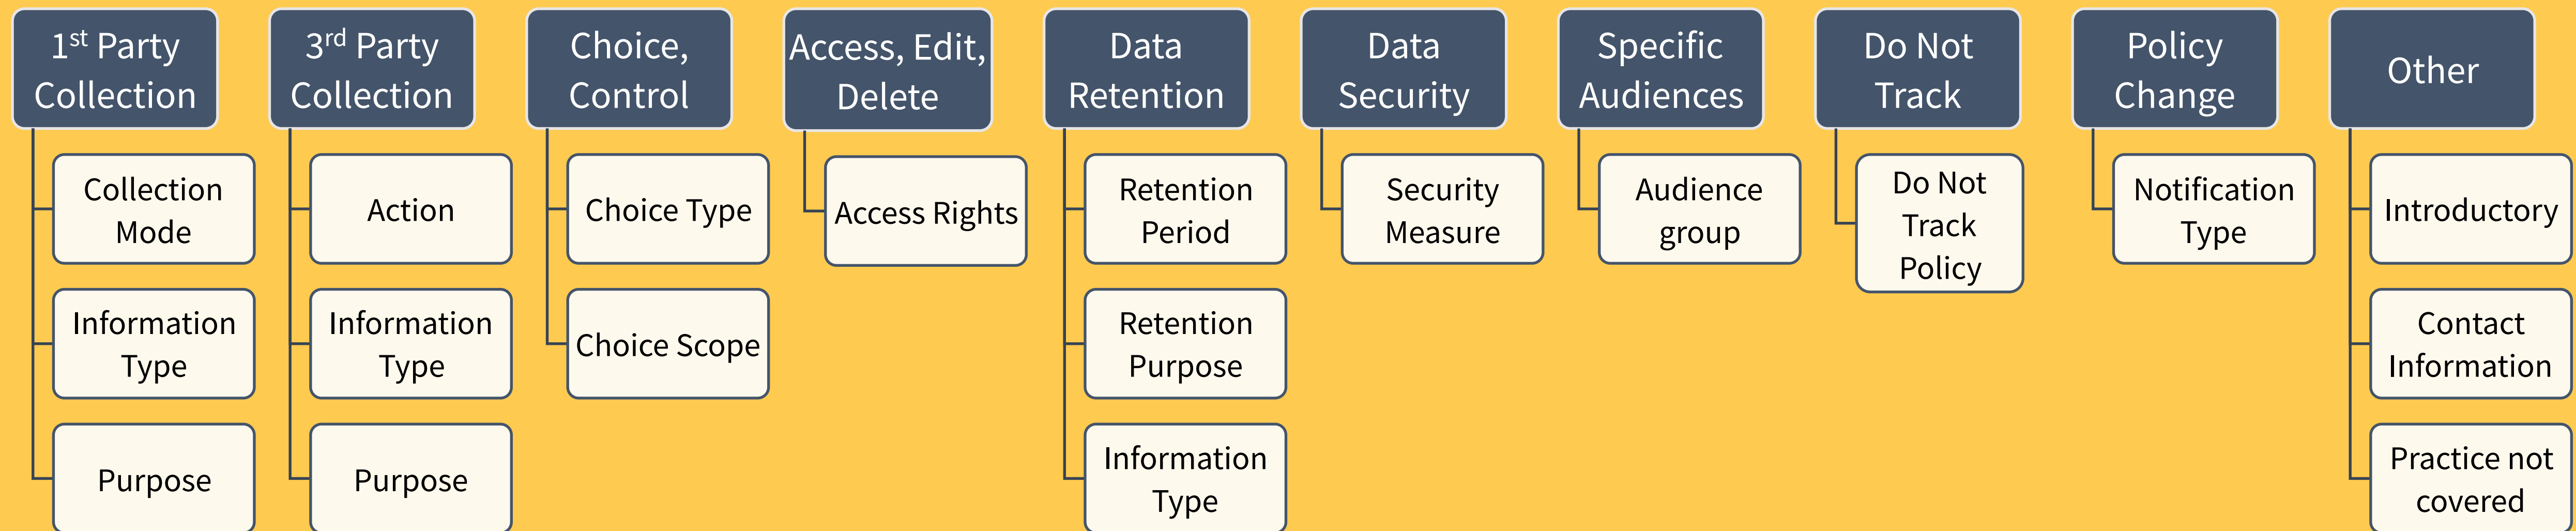 1st Party
Collection
Collection
Mode
Information
Type
Purpose
3rd Party
Collection
Action
Information
Type
Purpose
Choice,
Control
Choice Type
Choice Scope
Access, Edit,
Delete
Access Rights
Data
Retention
Retention
Period
Retention
Purpose
Information
Type
Data
Security
Security
Measure
Specific
Audiences
Audience
group
Do Not
Track
Do Not
Track
Policy
Policy
Change
Notification
Type
Other
Introductory
Contact
Information
Practice not
covered